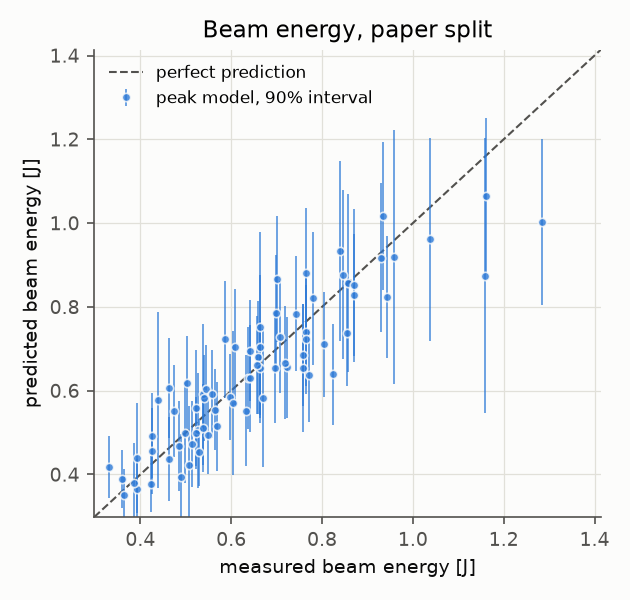 Beam energy, paper split
perfect prediction
peak model, 90% interval
predicted beam energy [J]
1.4
1.2
1.0
0.8
0.6
0.4
0.4 0.6 0.8 1.0 1.2 1.4
measured beam energy [J]